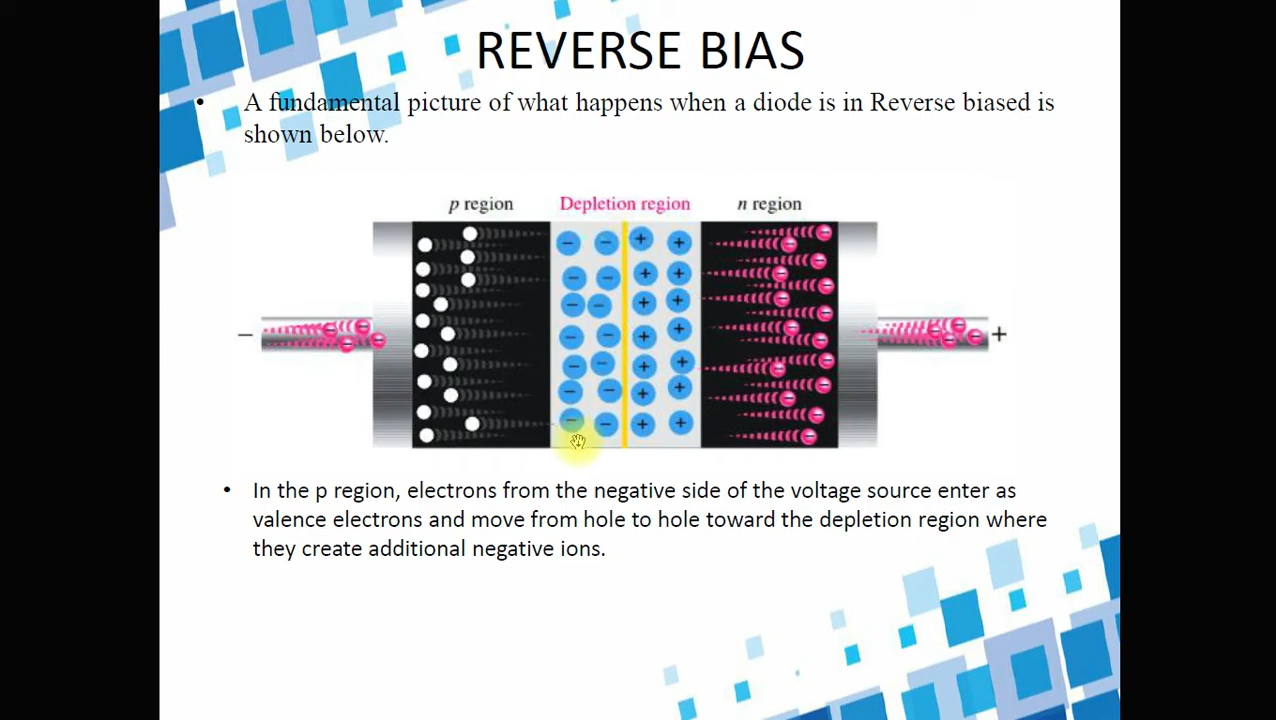 REVERSE BIAS
• A fundamental picture of what happens when a diode is in Reverse biased is
shown below.
p region Depletion region n region
− +
• In the p region, electrons from the negative side of the voltage source enter as
valence electrons and move from hole to hole toward the depletion region where
they create additional negative ions.